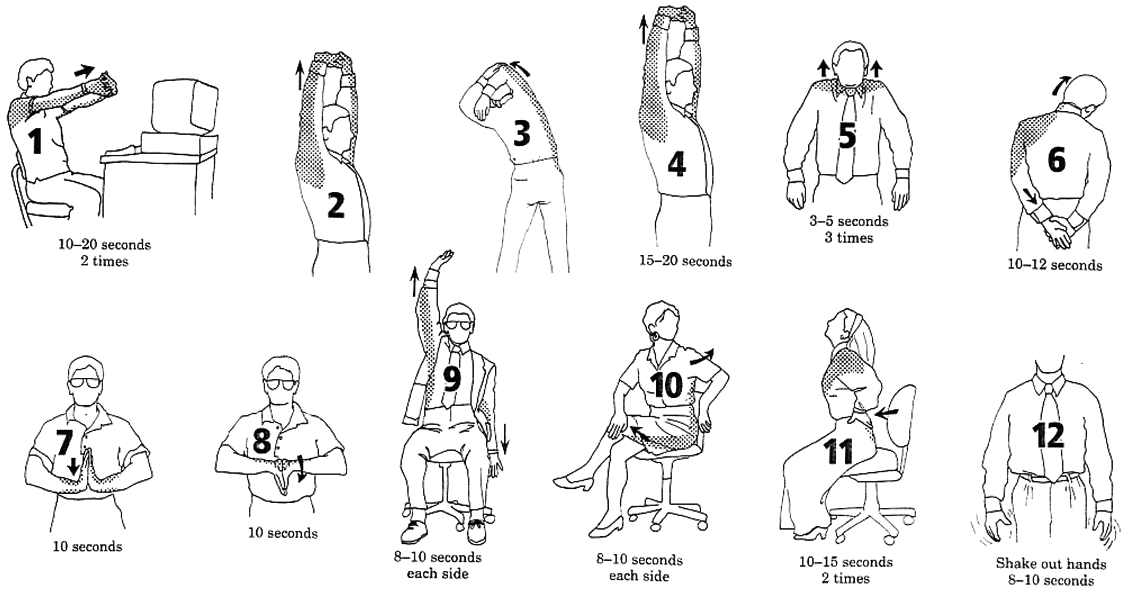 1
10–20 seconds
2 times
2
3
4
15–20 seconds
5
3–5 seconds
3 times
6
10–12 seconds
7
10 seconds
8
10 seconds
9
8–10 seconds
each side
10
8–10 seconds
each side
11
10–15 seconds
2 times
12
Shake out hands
8–10 seconds